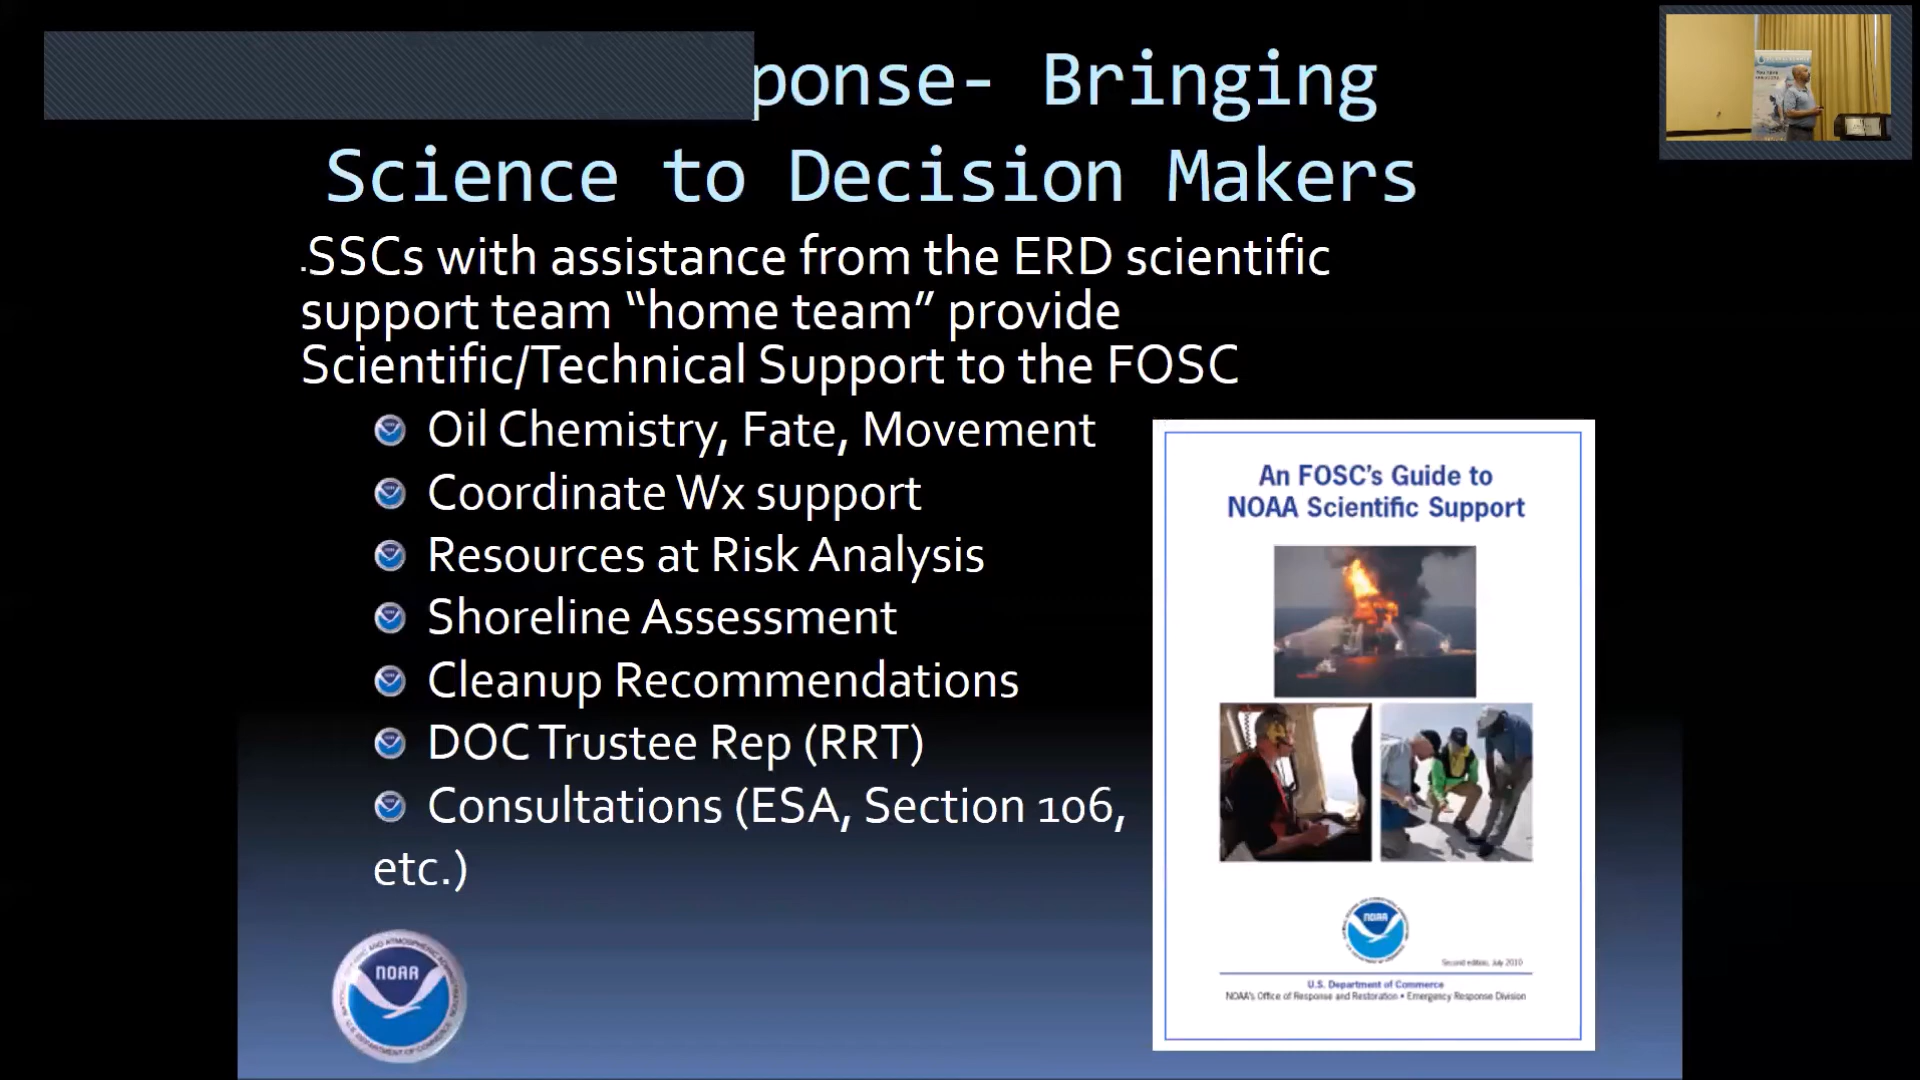 ponse- Bringing
Science to Decision Makers
.SSCs with assistance from the ERD scientific
support team “home team” provide
Scientific/Technical Support to the FOSC
Oil Chemistry, Fate, Movement
Coordinate Wx support
Resources at Risk Analysis
Shoreline Assessment
Cleanup Recommendations
DOC Trustee Rep (RRT)
Consultations (ESA, Section 106,
etc.)
An FOSC's Guide to
NOAA Scientific Support
NOAA
Second edition, July 2010
U.S. Department of Commerce
NOAA's Office of Response and Restoration • Emergency Response Division
NOAA